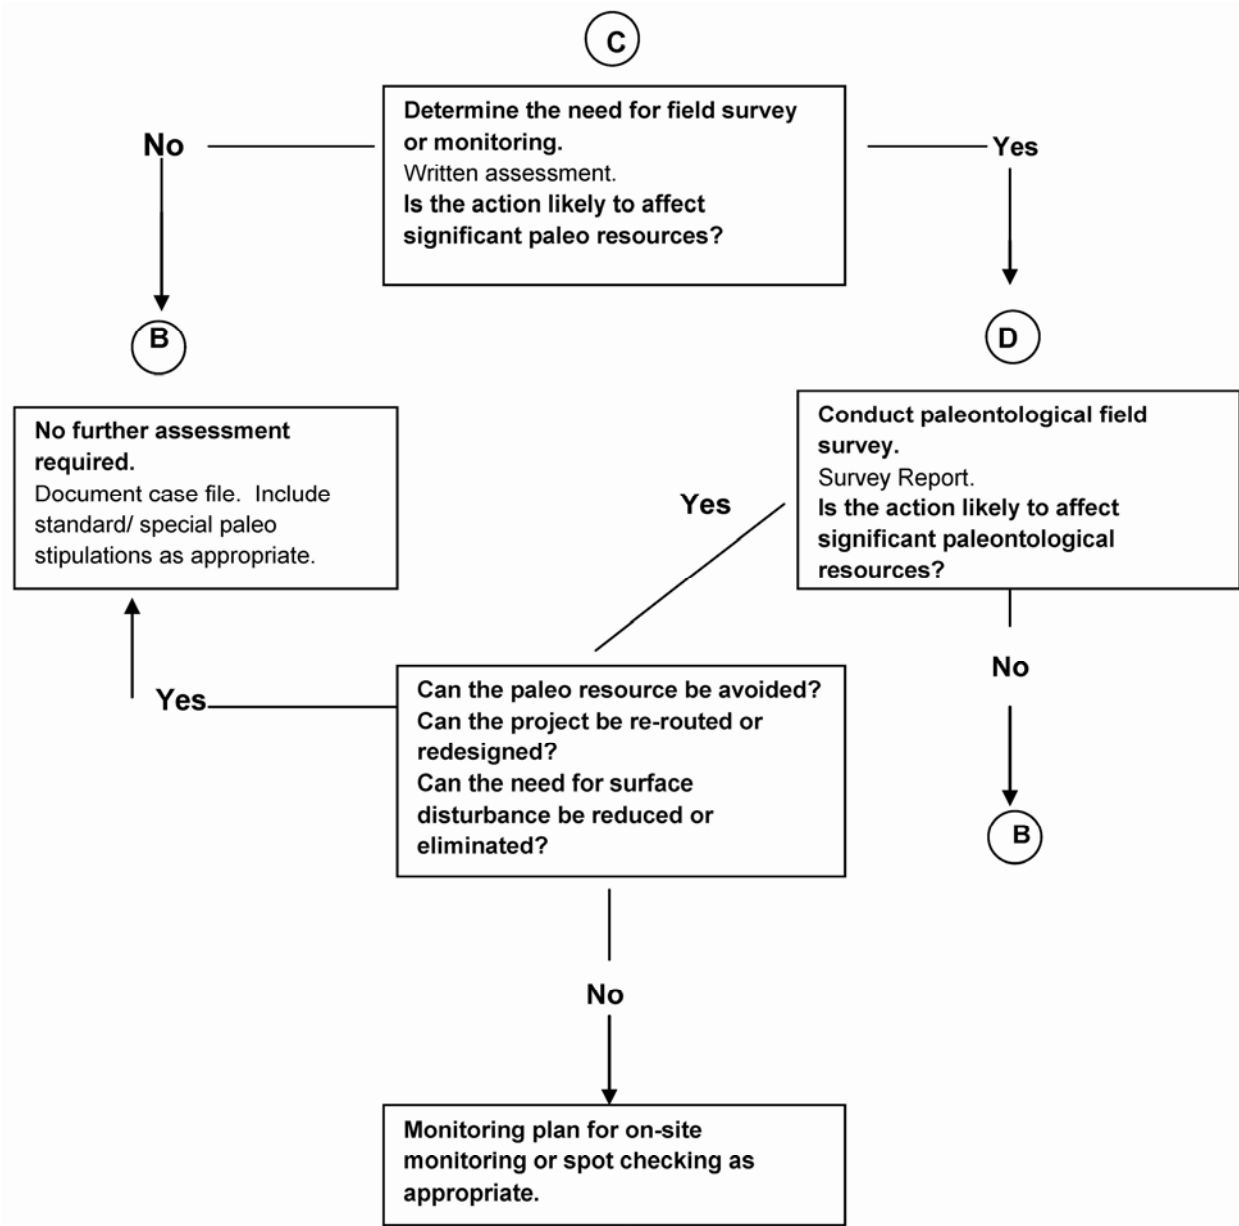 C
Determine the need for field survey
or monitoring.
Written assessment.
Is the action likely to affect
significant paleo resources?
No
Yes
B
D
No further assessment
required.
Document case file.  Include
standard/ special paleo
stipulations as appropriate.
Conduct paleontological field
survey.
Survey Report.
Is the action likely to affect
significant paleontological
resources?
Yes
No
Yes
Can the paleo resource be avoided?
Can the project be re-routed or
redesigned?
Can the need for surface
disturbance be reduced or
eliminated?
B
No
Monitoring plan for on-site
monitoring or spot checking as
appropriate.